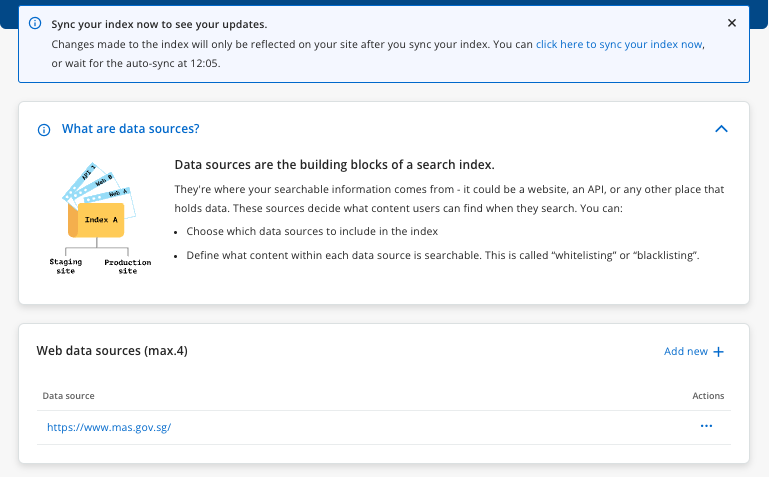 Sync your index now to see your updates.
Changes made to the index will only be reflected on your site after you sync your index. You can click here to sync your index now,
or wait for the auto-sync at 12:05.
What are data sources?
API 1
Web B
Web A
Index A
Staging site
Production site
Data sources are the building blocks of a search index.
They're where your searchable information comes from - it could be a website, an API, or any other place that
holds data. These sources decide what content users can find when they search. You can:
• Choose which data sources to include in the index
• Define what content within each data source is searchable. This is called “whitelisting” or “blacklisting”.
Web data sources (max.4)
Add new +
Data source
Actions
https://www.mas.gov.sg/